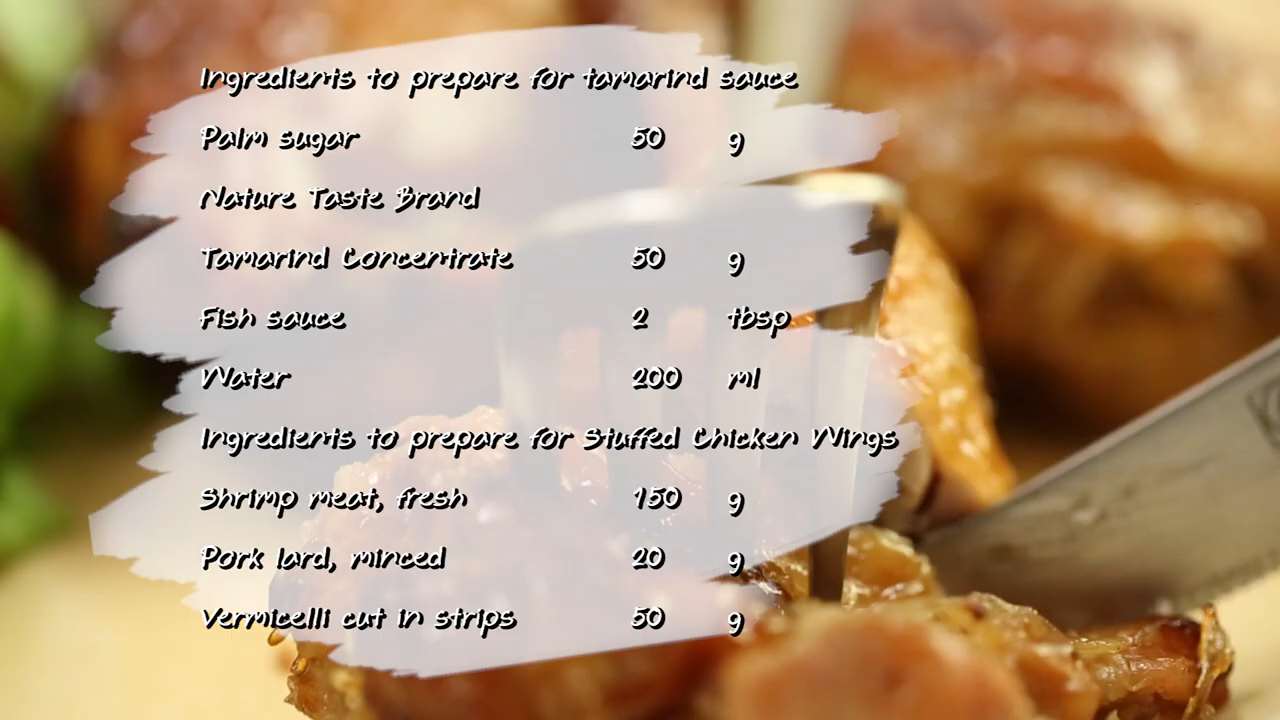 Ingredients to prepare for tamarind sauce
Palm sugar 50 g
Nature Taste Brand
Tamarind Concentrate 50 g
Fish sauce 2 tbsp
Water 200 ml
Ingredients to prepare for Stuffed Chicken Wings
Shrimp meat, fresh 150 g
Pork lard, minced 20 g
Vermicelli cut in strips 50 g